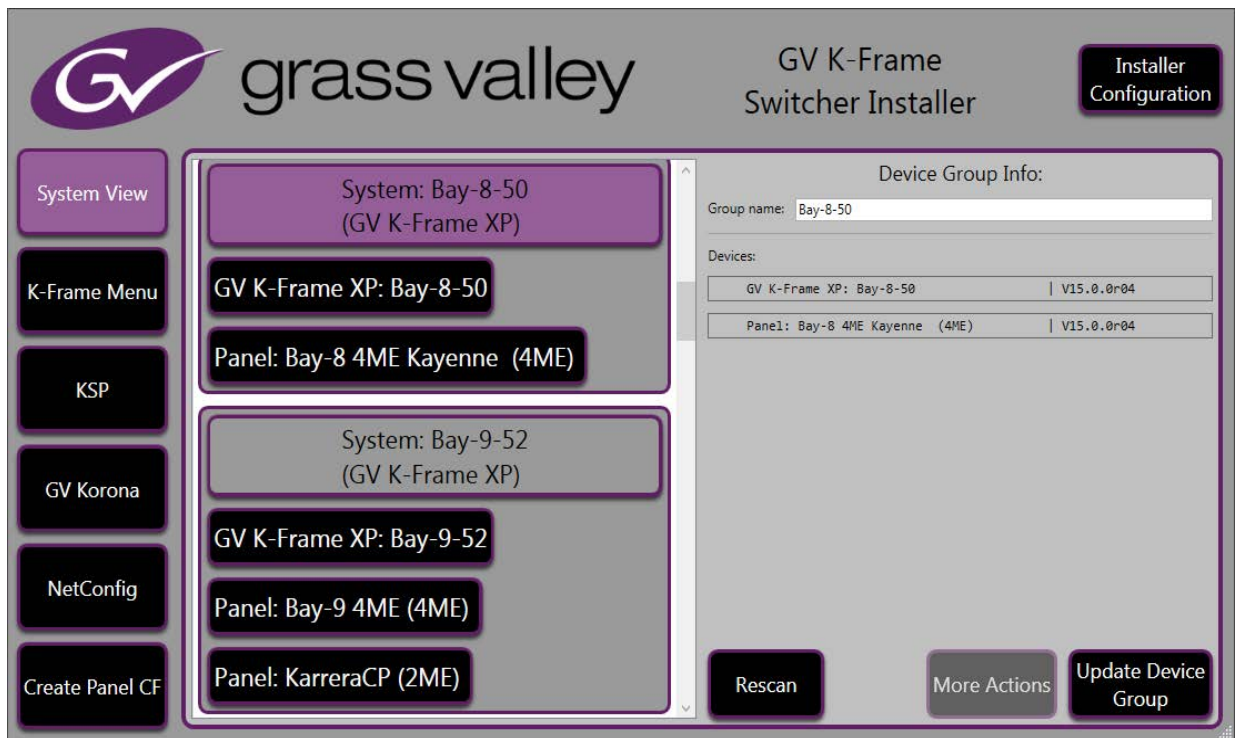 GV grass valley
GV K-Frame
Switcher Installer
Installer
Configuration
System View
K-Frame Menu
KSP
GV Korona
NetConfig
Create Panel CF
System: Bay-8-50
(GV K-Frame XP)
GV K-Frame XP: Bay-8-50
Panel: Bay-8 4ME Kayenne (4ME)
System: Bay-9-52
(GV K-Frame XP)
GV K-Frame XP: Bay-9-52
Panel: Bay-9 4ME (4ME)
Panel: KarreraCP (2ME)
Device Group Info:
Group name: Bay-8-50
Devices:
GV K-Frame XP: Bay-8-50 | V15.0.0r04
Panel: Bay-8 4ME Kayenne (4ME) | V15.0.0r04
Rescan
More Actions
Update Device
Group